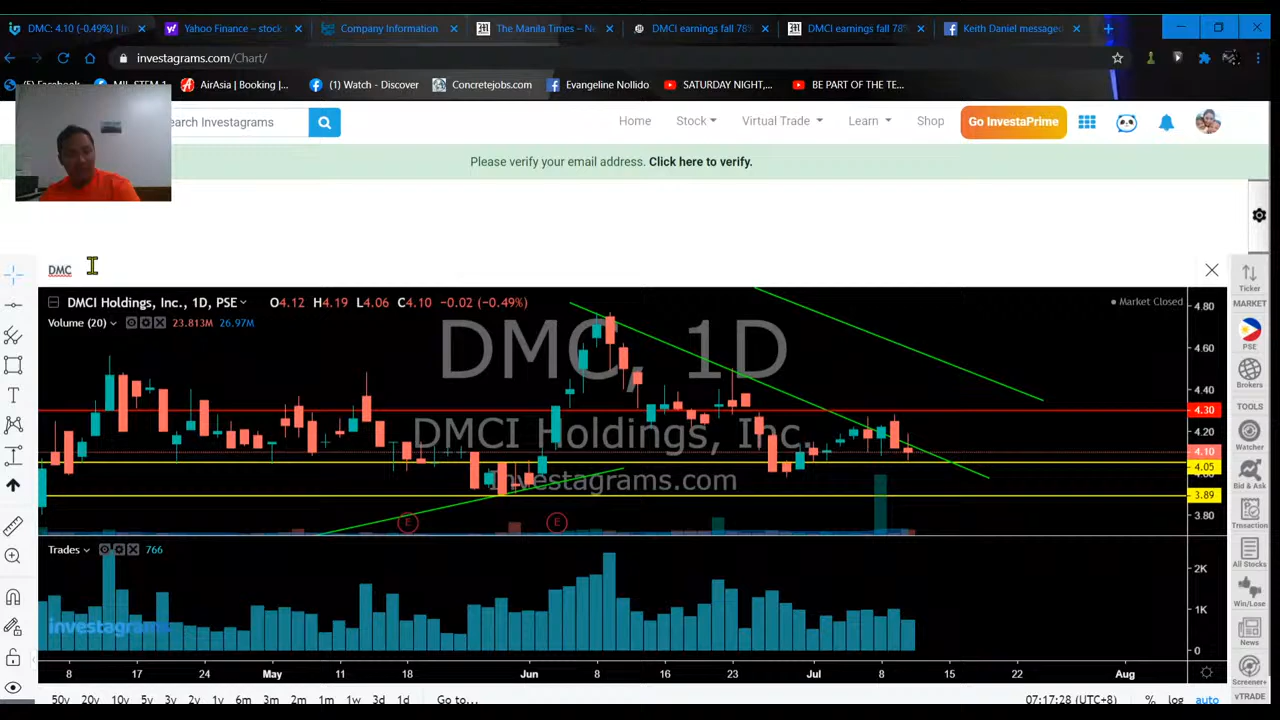 DMC: 4.10 (-0.49%) | In
Yahoo Finance – stock
Company Information
The Manila Times – Ne
DMCI earnings fall 78%
DMCI earnings fall 78%
Keith Daniel messaged
investagrams.com/Chart/
AirAsia | Booking |...
(1) Watch - Discover
Concretejobs.com
Evangeline Nollido
SATURDAY NIGHT,...
BE PART OF THE TE...
earch Investagrams
Home
Stock
Virtual Trade
Learn
Shop
Go InvestaPrime
Please verify your email address. Click here to verify.
DMC
DMCI Holdings, Inc., 1D, PSE
O4.12 H4.19 L4.06 C4.10 −0.02 (−0.49%)
Market Closed
Volume (20)
23.813M 26.97M
DMC, 1D
DMCI Holdings, Inc.
Investagrams.com
4.80
4.60
4.40
4.30
4.20
4.10
4.05
3.89
3.80
E
E
Trades
766
2K
1K
0
investagrams
8 17 24 May 11 18 Jun 8 16 23 Jul 8 15 22 Aug
50y 20y 10y 5y 1y 6m 3m 2m 1m 1w 3d 1d Go to...
07:17:28 (UTC+8) % log auto
Ticker
MARKET
PSE
Brokers
TOOLS
Watcher
Bid & Ask
Transaction
All Stocks
Win/Lose
News
Screener+
vTRADE